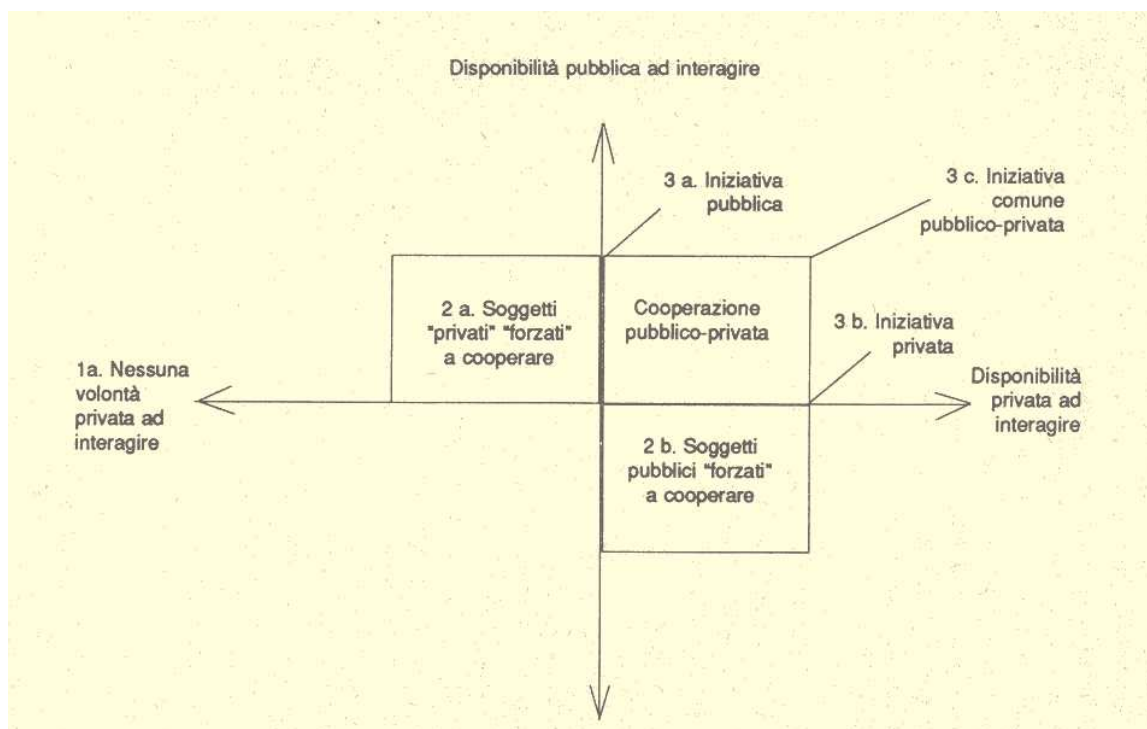 Disponibilità pubblica ad interagire
3 a. Iniziativa
pubblica
3 c. Iniziativa
comune
pubblico-privata
2 a. Soggetti
"privati" "forzati"
a cooperare
Cooperazione
pubblico-privata
3 b. Iniziativa
privata
1a. Nessuna
volontà
privata ad
interagire
Disponibilità
privata ad
interagire
2 b. Soggetti
pubblici "forzati"
a cooperare